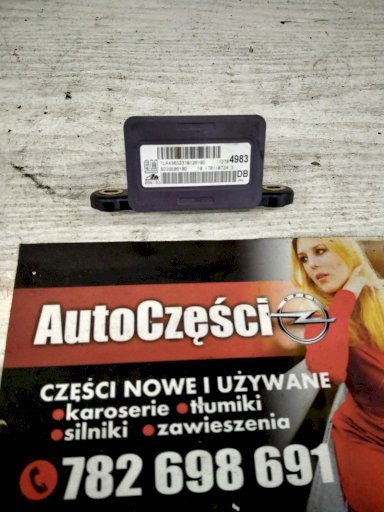 4983
DB
AutoCzęści
CZĘŚCI NOWE I UŻYWANE
karoserie tłumiki
silniki zawieszenia
782 698 691